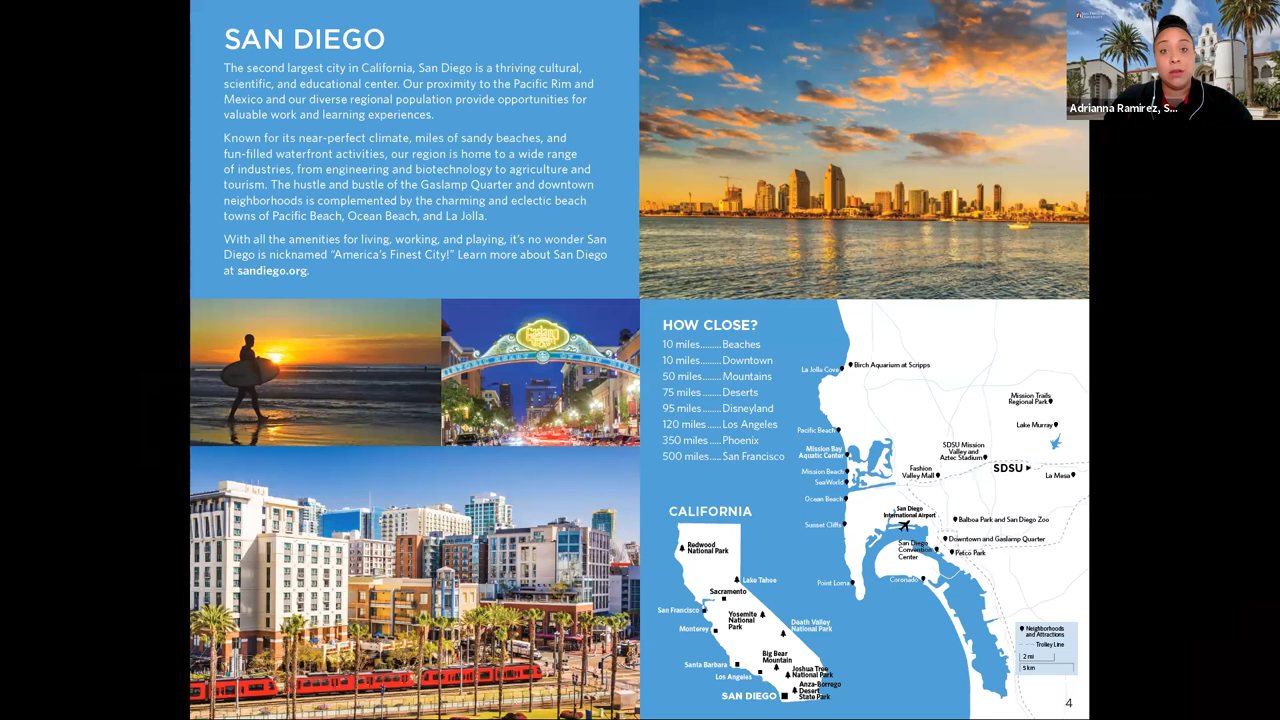 SAN DIEGO
The second largest city in California, San Diego is a thriving cultural,
scientific, and educational center. Our proximity to the Pacific Rim and
Mexico and our diverse regional population provide opportunities for
valuable work and learning experiences.
Known for its near-perfect climate, miles of sandy beaches, and
fun-filled waterfront activities, our region is home to a wide range
of industries, from engineering and biotechnology to agriculture and
tourism. The hustle and bustle of the Gaslamp Quarter and downtown
neighborhoods is complemented by the charming and eclectic beach
towns of Pacific Beach, Ocean Beach, and La Jolla.
With all the amenities for living, working, and playing, it's no wonder San
Diego is nicknamed “America's Finest City!” Learn more about San Diego
at sandiego.org.
Adrianna Ramirez, S...
Gaslamp
Quarter
HOW CLOSE?
10 miles.........Beaches
10 miles.........Downtown
50 miles........Mountains
75 miles ........Deserts
95 miles ........Disneyland
120 miles ......Los Angeles
350 miles .....Phoenix
500 miles.....San Francisco
CALIFORNIA
Redwood
National Park
Lake Tahoe
Sacramento
San Francisco
Yosemite
National
Park
Monterey
Death Valley
National Park
Big Bear
Mountain
Santa Barbara
Joshua Tree
National Park
Los Angeles
Anza-Borrego
Desert
State Park
SAN DIEGO
La Jolla Cove
Birch Aquarium at Scripps
Mission Trails
Regional Park
Lake Murray
Pacific Beach
Mission Bay
Aquatic Center
SDSU Mission
Valley and
Aztec Stadium
SDSU
Fashion
Valley Mall
La Mesa
Mission Beach
SeaWorld
Ocean Beach
San Diego
International Airport
Sunset Cliffs
Balboa Park and San Diego Zoo
Downtown and Gaslamp Quarter
San Diego
Convention
Center
Petco Park
Point Loma
Coronado
Neighborhoods
and Attractions
Trolley Line
2 mi
5 km
4